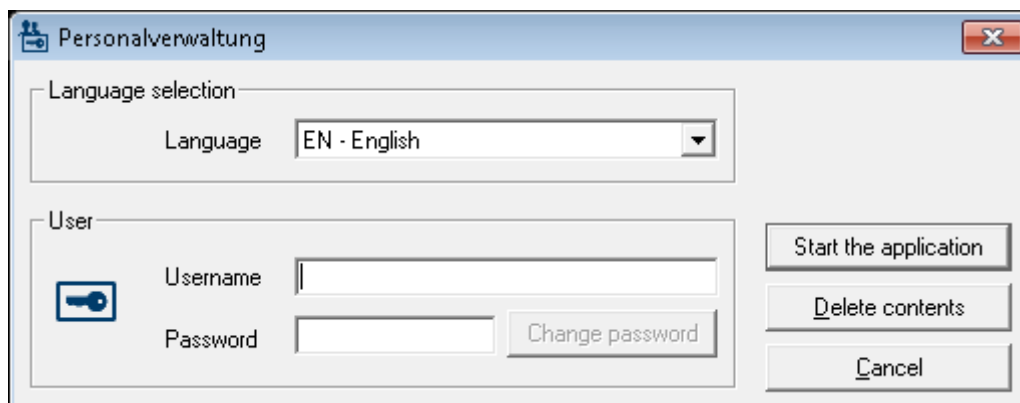 Personalverwaltung
Language selection
Language EN - English
User
Username
Password Change password
Start the application
Delete contents
Cancel